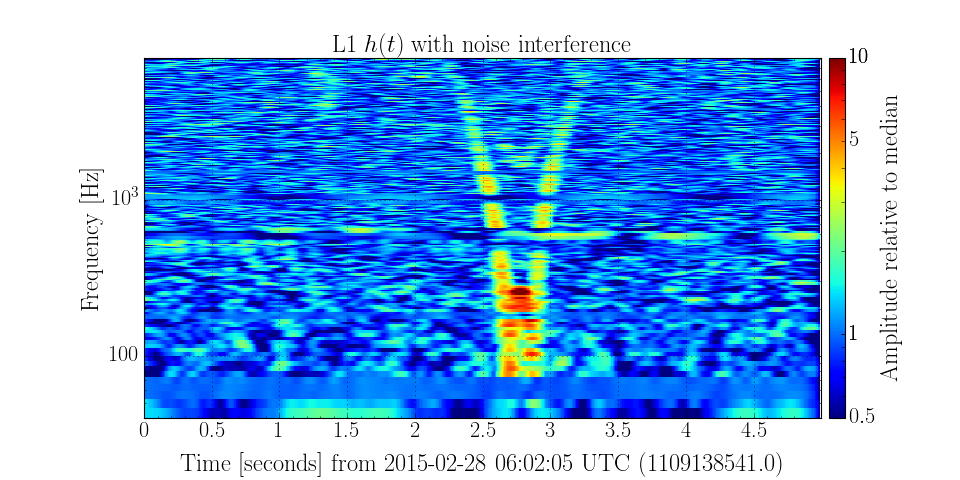 L1 h(t) with noise interference
Frequency [Hz]
10³
100
0 0.5 1 1.5 2 2.5 3 3.5 4 4.5
Time [seconds] from 2015-02-28 06:02:05 UTC (1109138541.0)
10
5
1
0.5
Amplitude relative to median